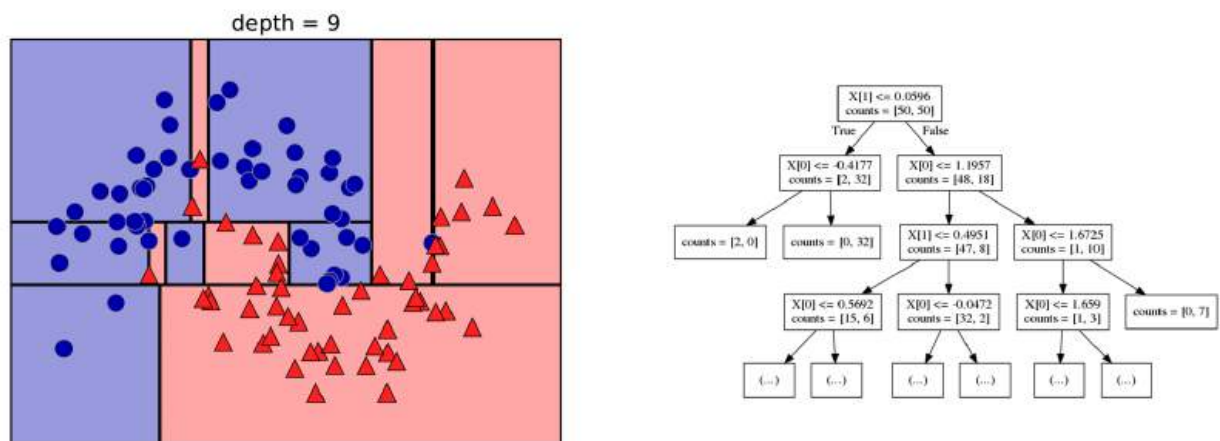 depth = 9
X[1] <= 0.0596
counts = [50, 50]
True
False
X[0] <= -0.4177
counts = [2, 32]
X[0] <= 1.1957
counts = [48, 18]
counts = [2, 0]
counts = [0, 32]
X[1] <= 0.4951
counts = [47, 8]
X[0] <= 1.6725
counts = [1, 10]
X[0] <= 0.5692
counts = [15, 6]
X[0] <= -0.0472
counts = [32, 2]
X[0] <= 1.659
counts = [1, 3]
counts = [0, 7]
(...)
(...)
(...)
(...)
(...)
(...)